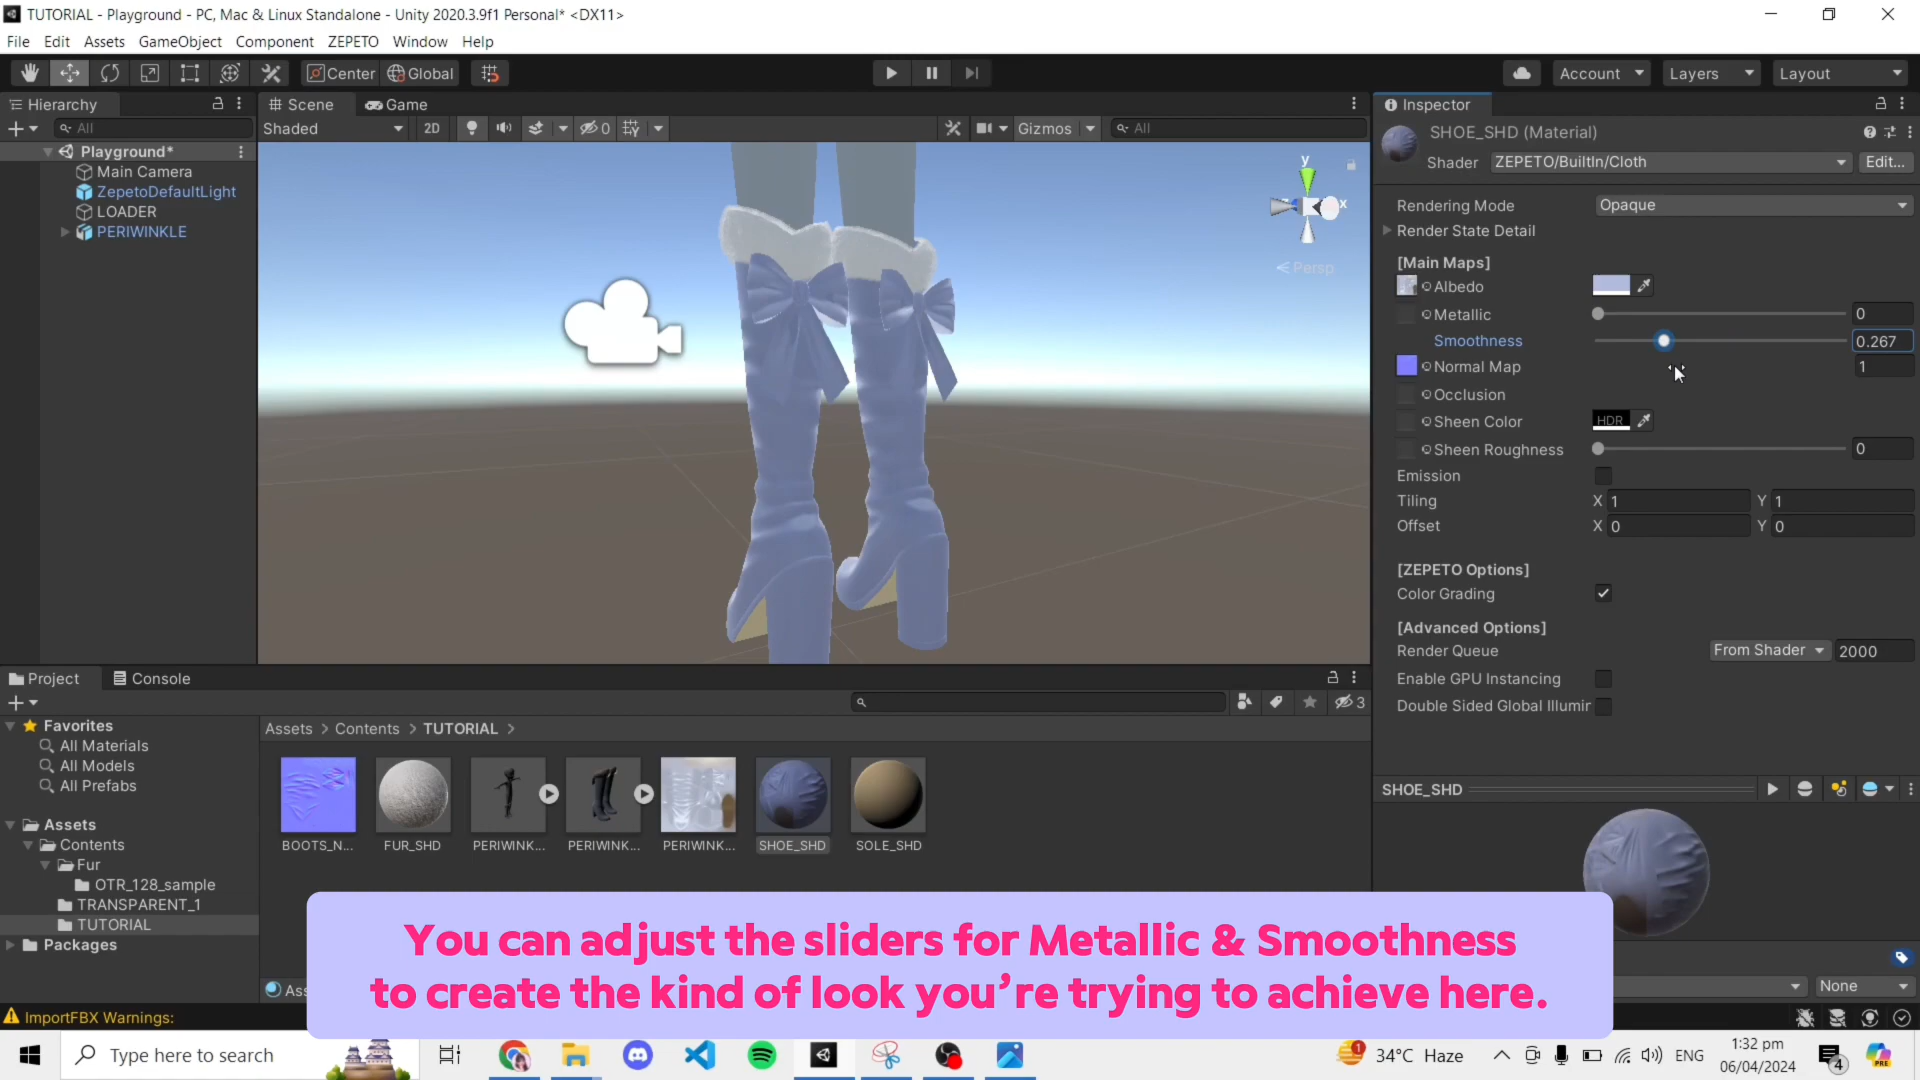 TUTORIAL - Playground - PC, Mac & Linux Standalone - Unity 2020.3.9f1 Personal* <DX11>
File Edit Assets GameObject Component ZEPETO Window Help
Center Global
Account Layers Layout
Hierarchy
Scene Game
Inspector
All
Shaded 2D 0 Gizmos All
SHOE_SHD (Material)
Shader ZEPETO/BuiltIn/Cloth Edit...
Playground*
Main Camera
ZepetoDefaultLight
LOADER
PERIWINKLE
y
x
Persp
Rendering Mode Opaque
Render State Detail
[Main Maps]
Albedo
Metallic 0
Smoothness 0.267
Normal Map 1
Occlusion
Sheen Color HDR
Sheen Roughness 0
Emission
Tiling X 1 Y 1
Offset X 0 Y 0
[ZEPETO Options]
Color Grading
[Advanced Options]
Render Queue From Shader 2000
Enable GPU Instancing
Double Sided Global Illumir
Project Console
3
Favorites
All Materials
All Models
All Prefabs
Assets
Contents
Fur
OTR_128_sample
TRANSPARENT_1
TUTORIAL
Packages
Assets > Contents > TUTORIAL >
BOOTS_N... FUR_SHD PERIWINK... PERIWINK... PERIWINK... SHOE_SHD SOLE_SHD
SHOE_SHD
Ass
None
You can adjust the sliders for Metallic & Smoothness
to create the kind of look you're trying to achieve here.
ImportFBX Warnings:
Type here to search
1
34°C Haze
ENG
1:32 pm
06/04/2024
4
PRE